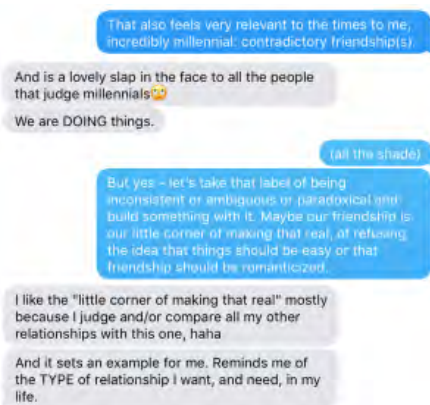 That also feels very relevant to the times to me,
incredibly millennial: contradictory friendship(s)
And is a lovely slap in the face to all the people
that judge millennials🙄
We are DOING things.
(all the shade)
But yes – let's take that label of being
inconsistent or ambiguous or paradoxical and
build something with it. Maybe our friendship is
our little corner of making that real, of refusing
the idea that things should be easy or that
friendship should be romanticized.
I like the "little corner of making that real" mostly
because I judge and/or compare all my other
relationships with this one, haha
And it sets an example for me. Reminds me of
the TYPE of relationship I want, and need, in my
life.